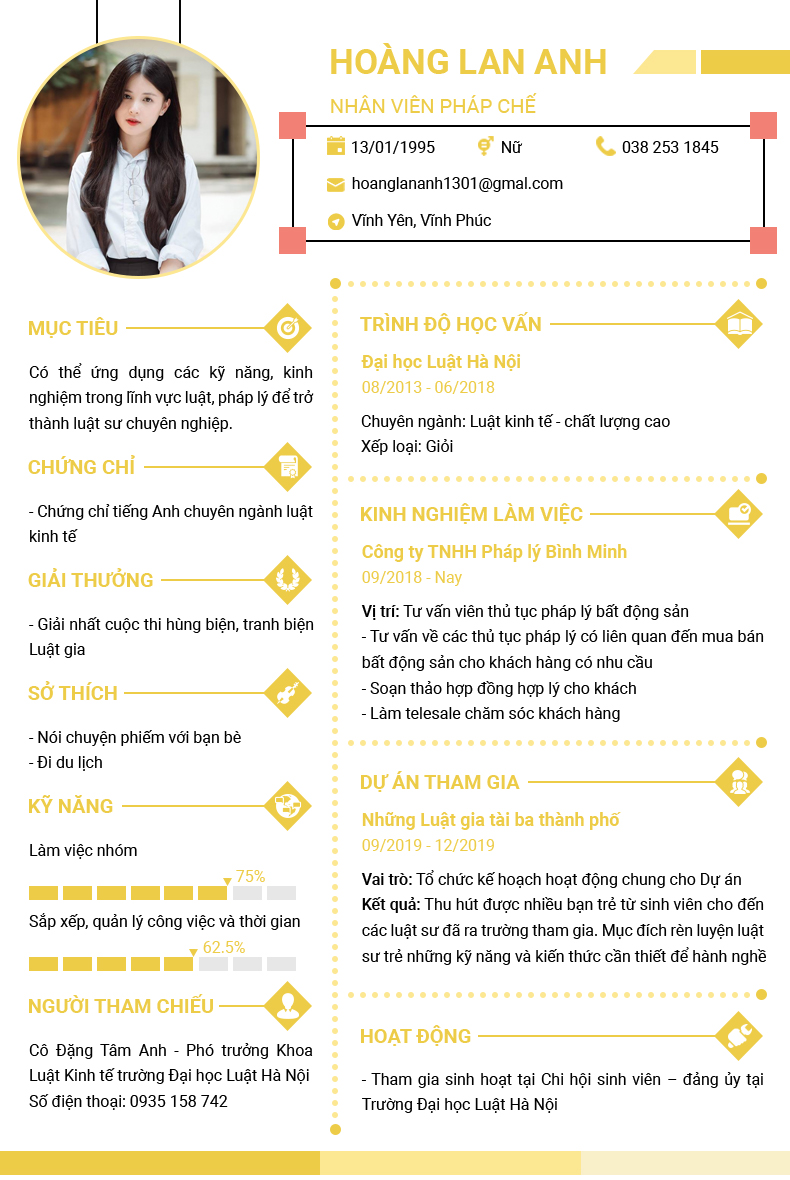 HOÀNG LAN ANH
NHÂN VIÊN PHÁP CHẾ
13/01/1995
Nữ
038 253 1845
hoanglananh1301@gmal.com
Vĩnh Yên, Vĩnh Phúc
MỤC TIÊU
Có thể ứng dụng các kỹ năng, kinh
nghiệm trong lĩnh vực luật, pháp lý để trở
thành luật sư chuyên nghiệp.
CHỨNG CHỈ
- Chứng chỉ tiếng Anh chuyên ngành luật
kinh tế
GIẢI THƯỞNG
- Giải nhất cuộc thi hùng biện, tranh biện
Luật gia
SỞ THÍCH
- Nói chuyện phiếm với bạn bè
- Đi du lịch
KỸ NĂNG
Làm việc nhóm
75%
Sắp xếp, quản lý công việc và thời gian
62.5%
NGƯỜI THAM CHIẾU
Cô Đặng Tâm Anh - Phó trưởng Khoa
Luật Kinh tế trường Đại học Luật Hà Nội
Số điện thoại: 0935 158 742
TRÌNH ĐỘ HỌC VẤN
Đại học Luật Hà Nội
08/2013 - 06/2018
Chuyên ngành: Luật kinh tế - chất lượng cao
Xếp loại: Giỏi
KINH NGHIỆM LÀM VIỆC
Công ty TNHH Pháp lý Bình Minh
09/2018 - Nay
Vị trí: Tư vấn viên thủ tục pháp lý bất động sản
- Tư vấn về các thủ tục pháp lý có liên quan đến mua bán
bất động sản cho khách hàng có nhu cầu
- Soạn thảo hợp đồng hợp lý cho khách
- Làm telesale chăm sóc khách hàng
DỰ ÁN THAM GIA
Những Luật gia tài ba thành phố
09/2019 - 12/2019
Vai trò: Tổ chức kế hoạch hoạt động chung cho Dự án
Kết quả: Thu hút được nhiều bạn trẻ từ sinh viên cho đến
các luật sư đã ra trường tham gia. Mục đích rèn luyện luật
sư trẻ những kỹ năng và kiến thức cần thiết để hành nghề
HOẠT ĐỘNG
- Tham gia sinh hoạt tại Chi hội sinh viên – đảng ủy tại
Trường Đại học Luật Hà Nội